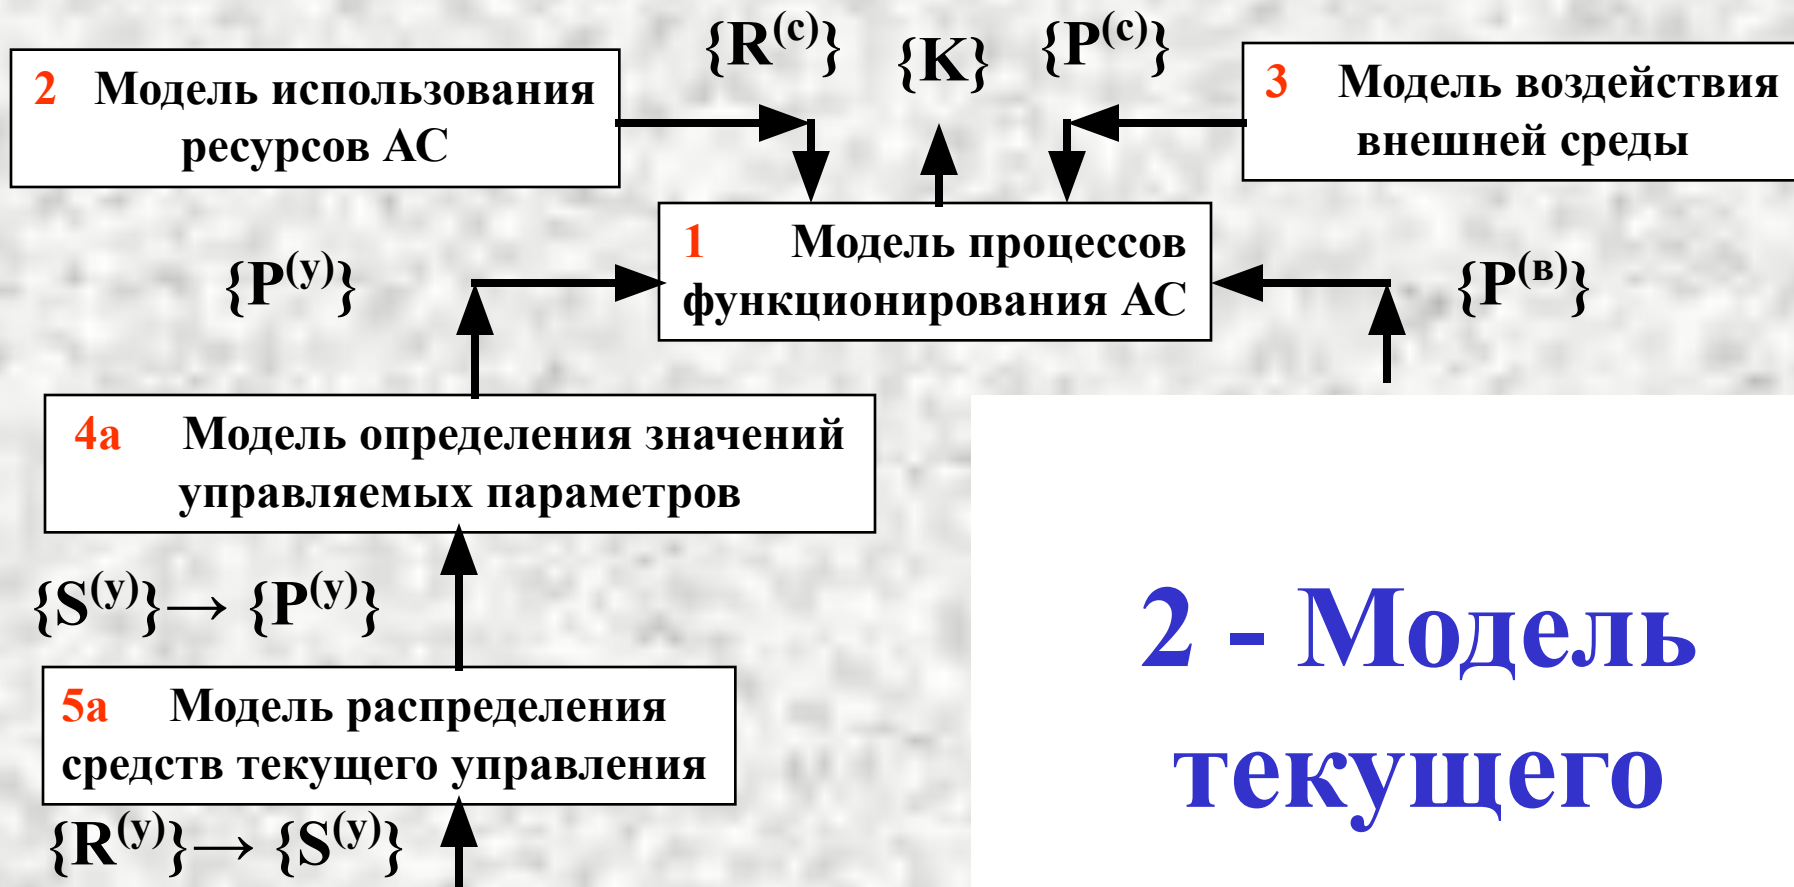 {R(c)} {K} {P(c)}
2 Модель использования
ресурсов АС
3 Модель воздействия
внешней среды
1 Модель процессов
функционирования АС
{P(у)}
{P(в)}
4а Модель определения значений
управляемых параметров
{S(у)}→ {P(у)}
5а Модель распределения
средств текущего управления
{R(у)}→ {S(у)}
2 - Модель
текущего